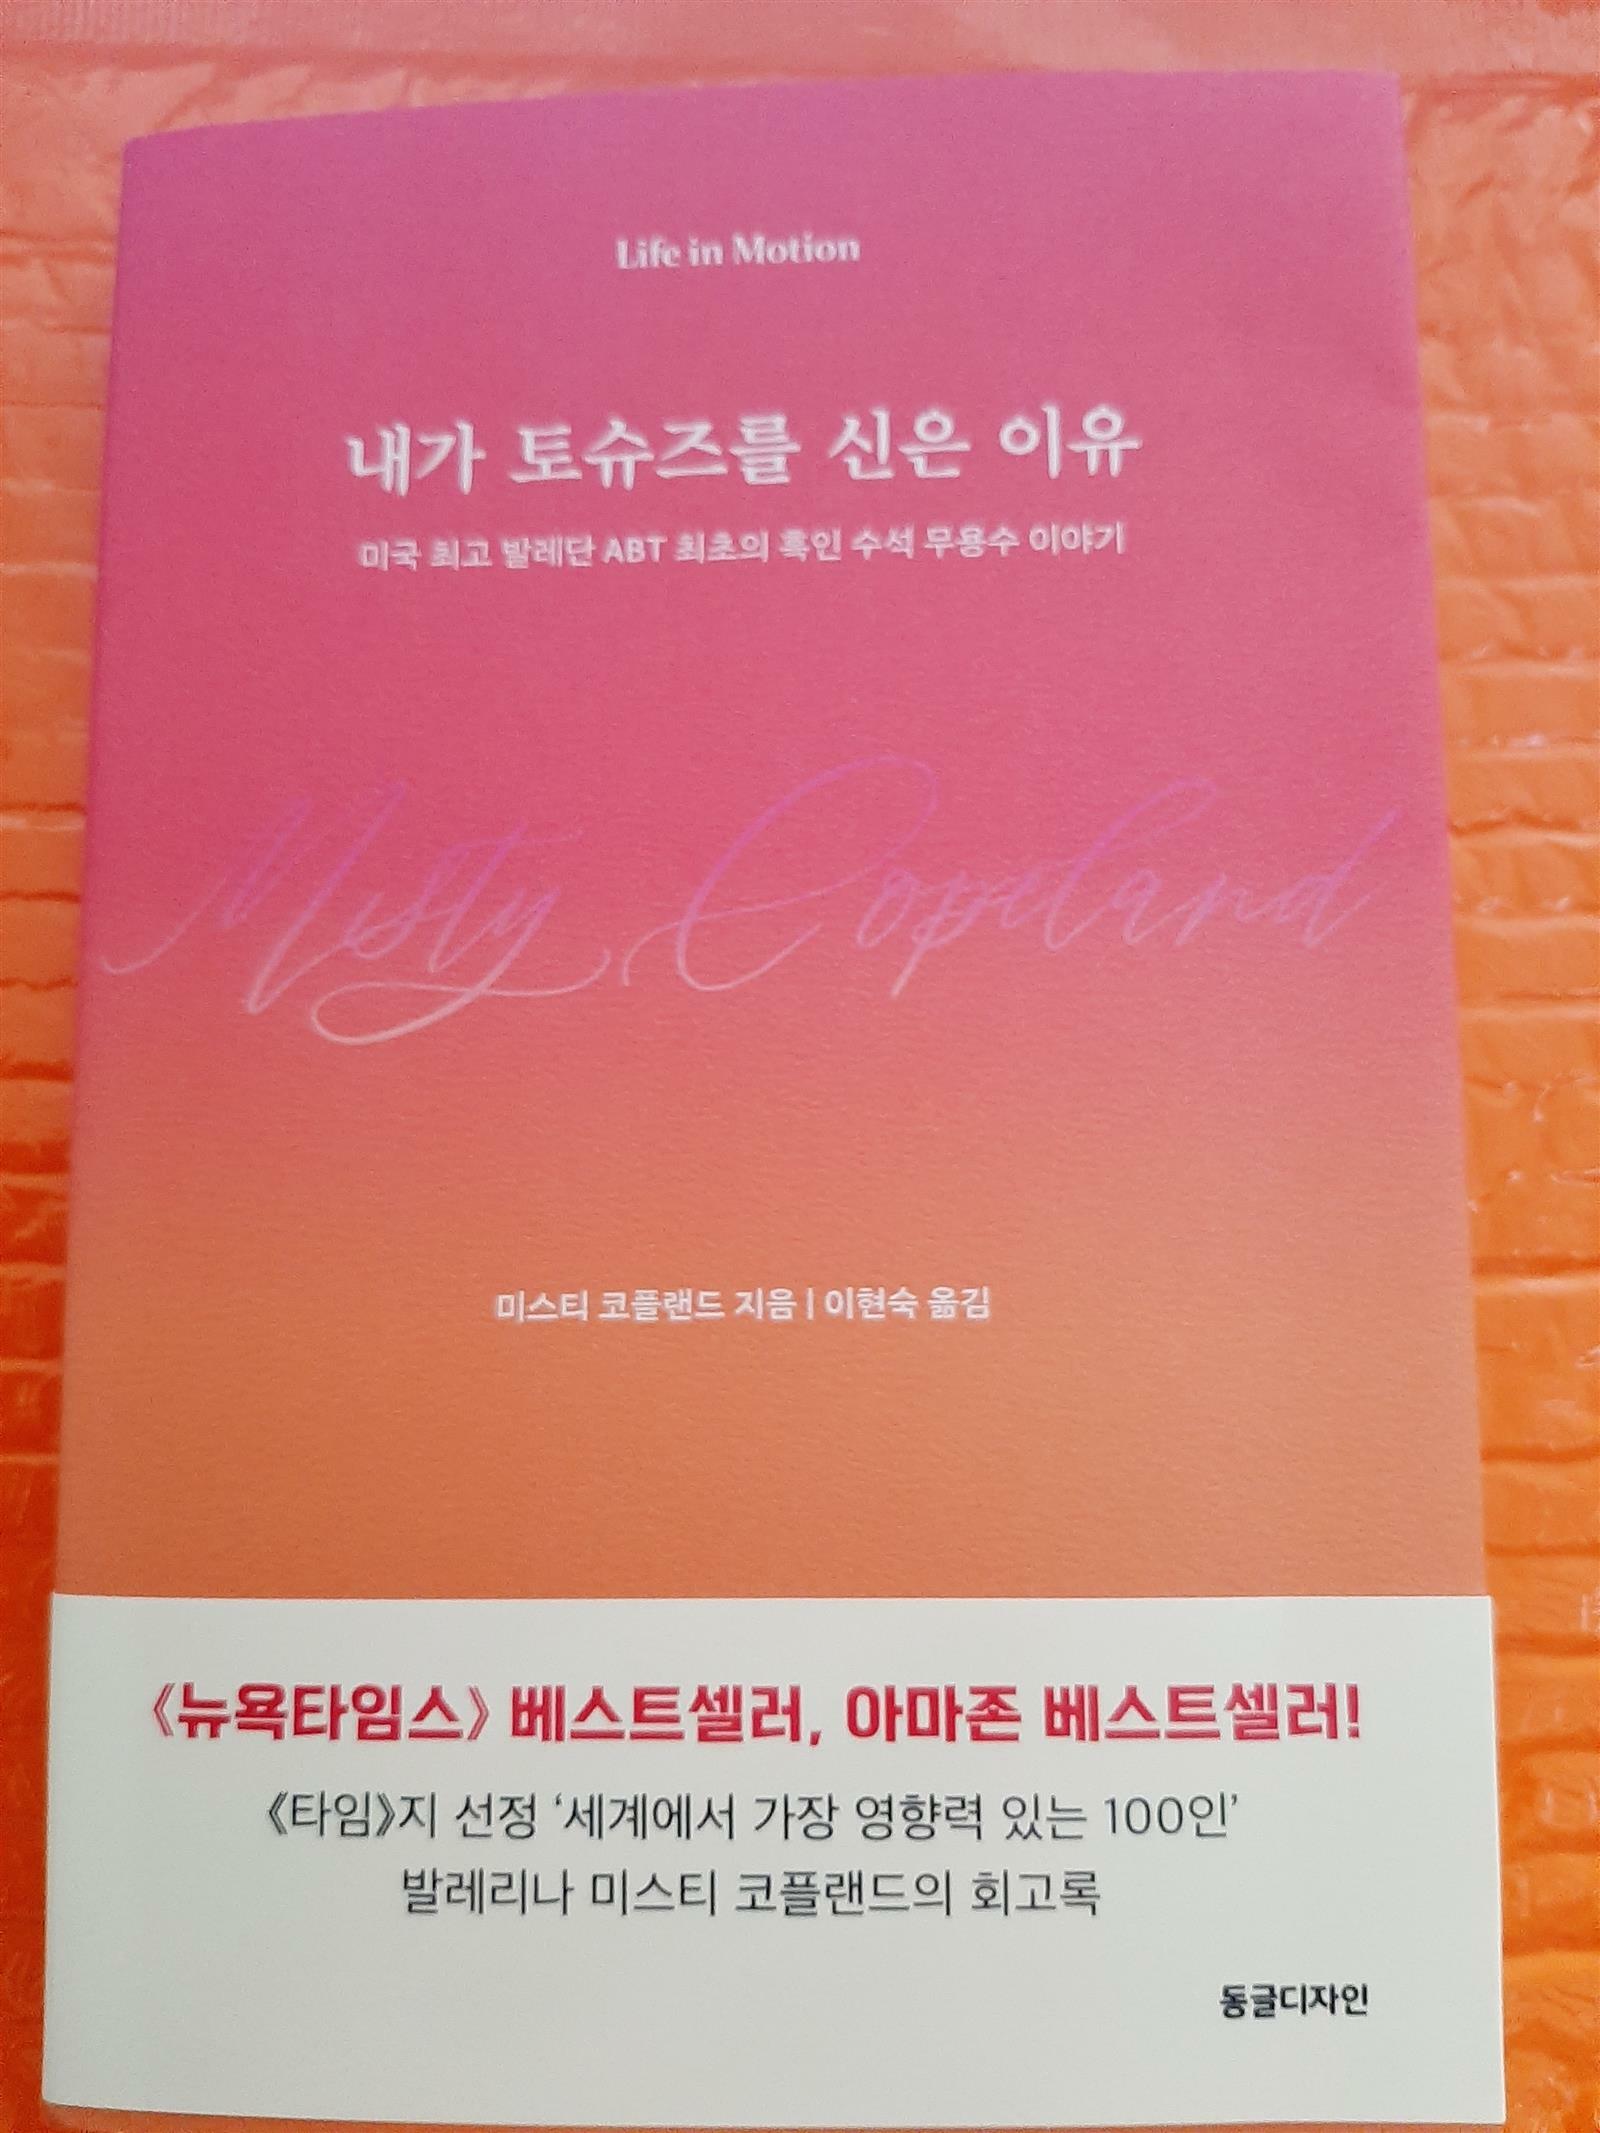 Life in Motion
내가 토슈즈를 신은 이유
미국 최고 발레단 ABT 최초의 흑인 수석 무용수 이야기
Misty Copeland
미스티 코플랜드 지음 | 이현숙 옮김
《뉴욕타임스》 베스트셀러, 아마존 베스트셀러!
《타임》지 선정 ‘세계에서 가장 영향력 있는 100인’
발레리나 미스티 코플랜드의 회고록
동글디자인